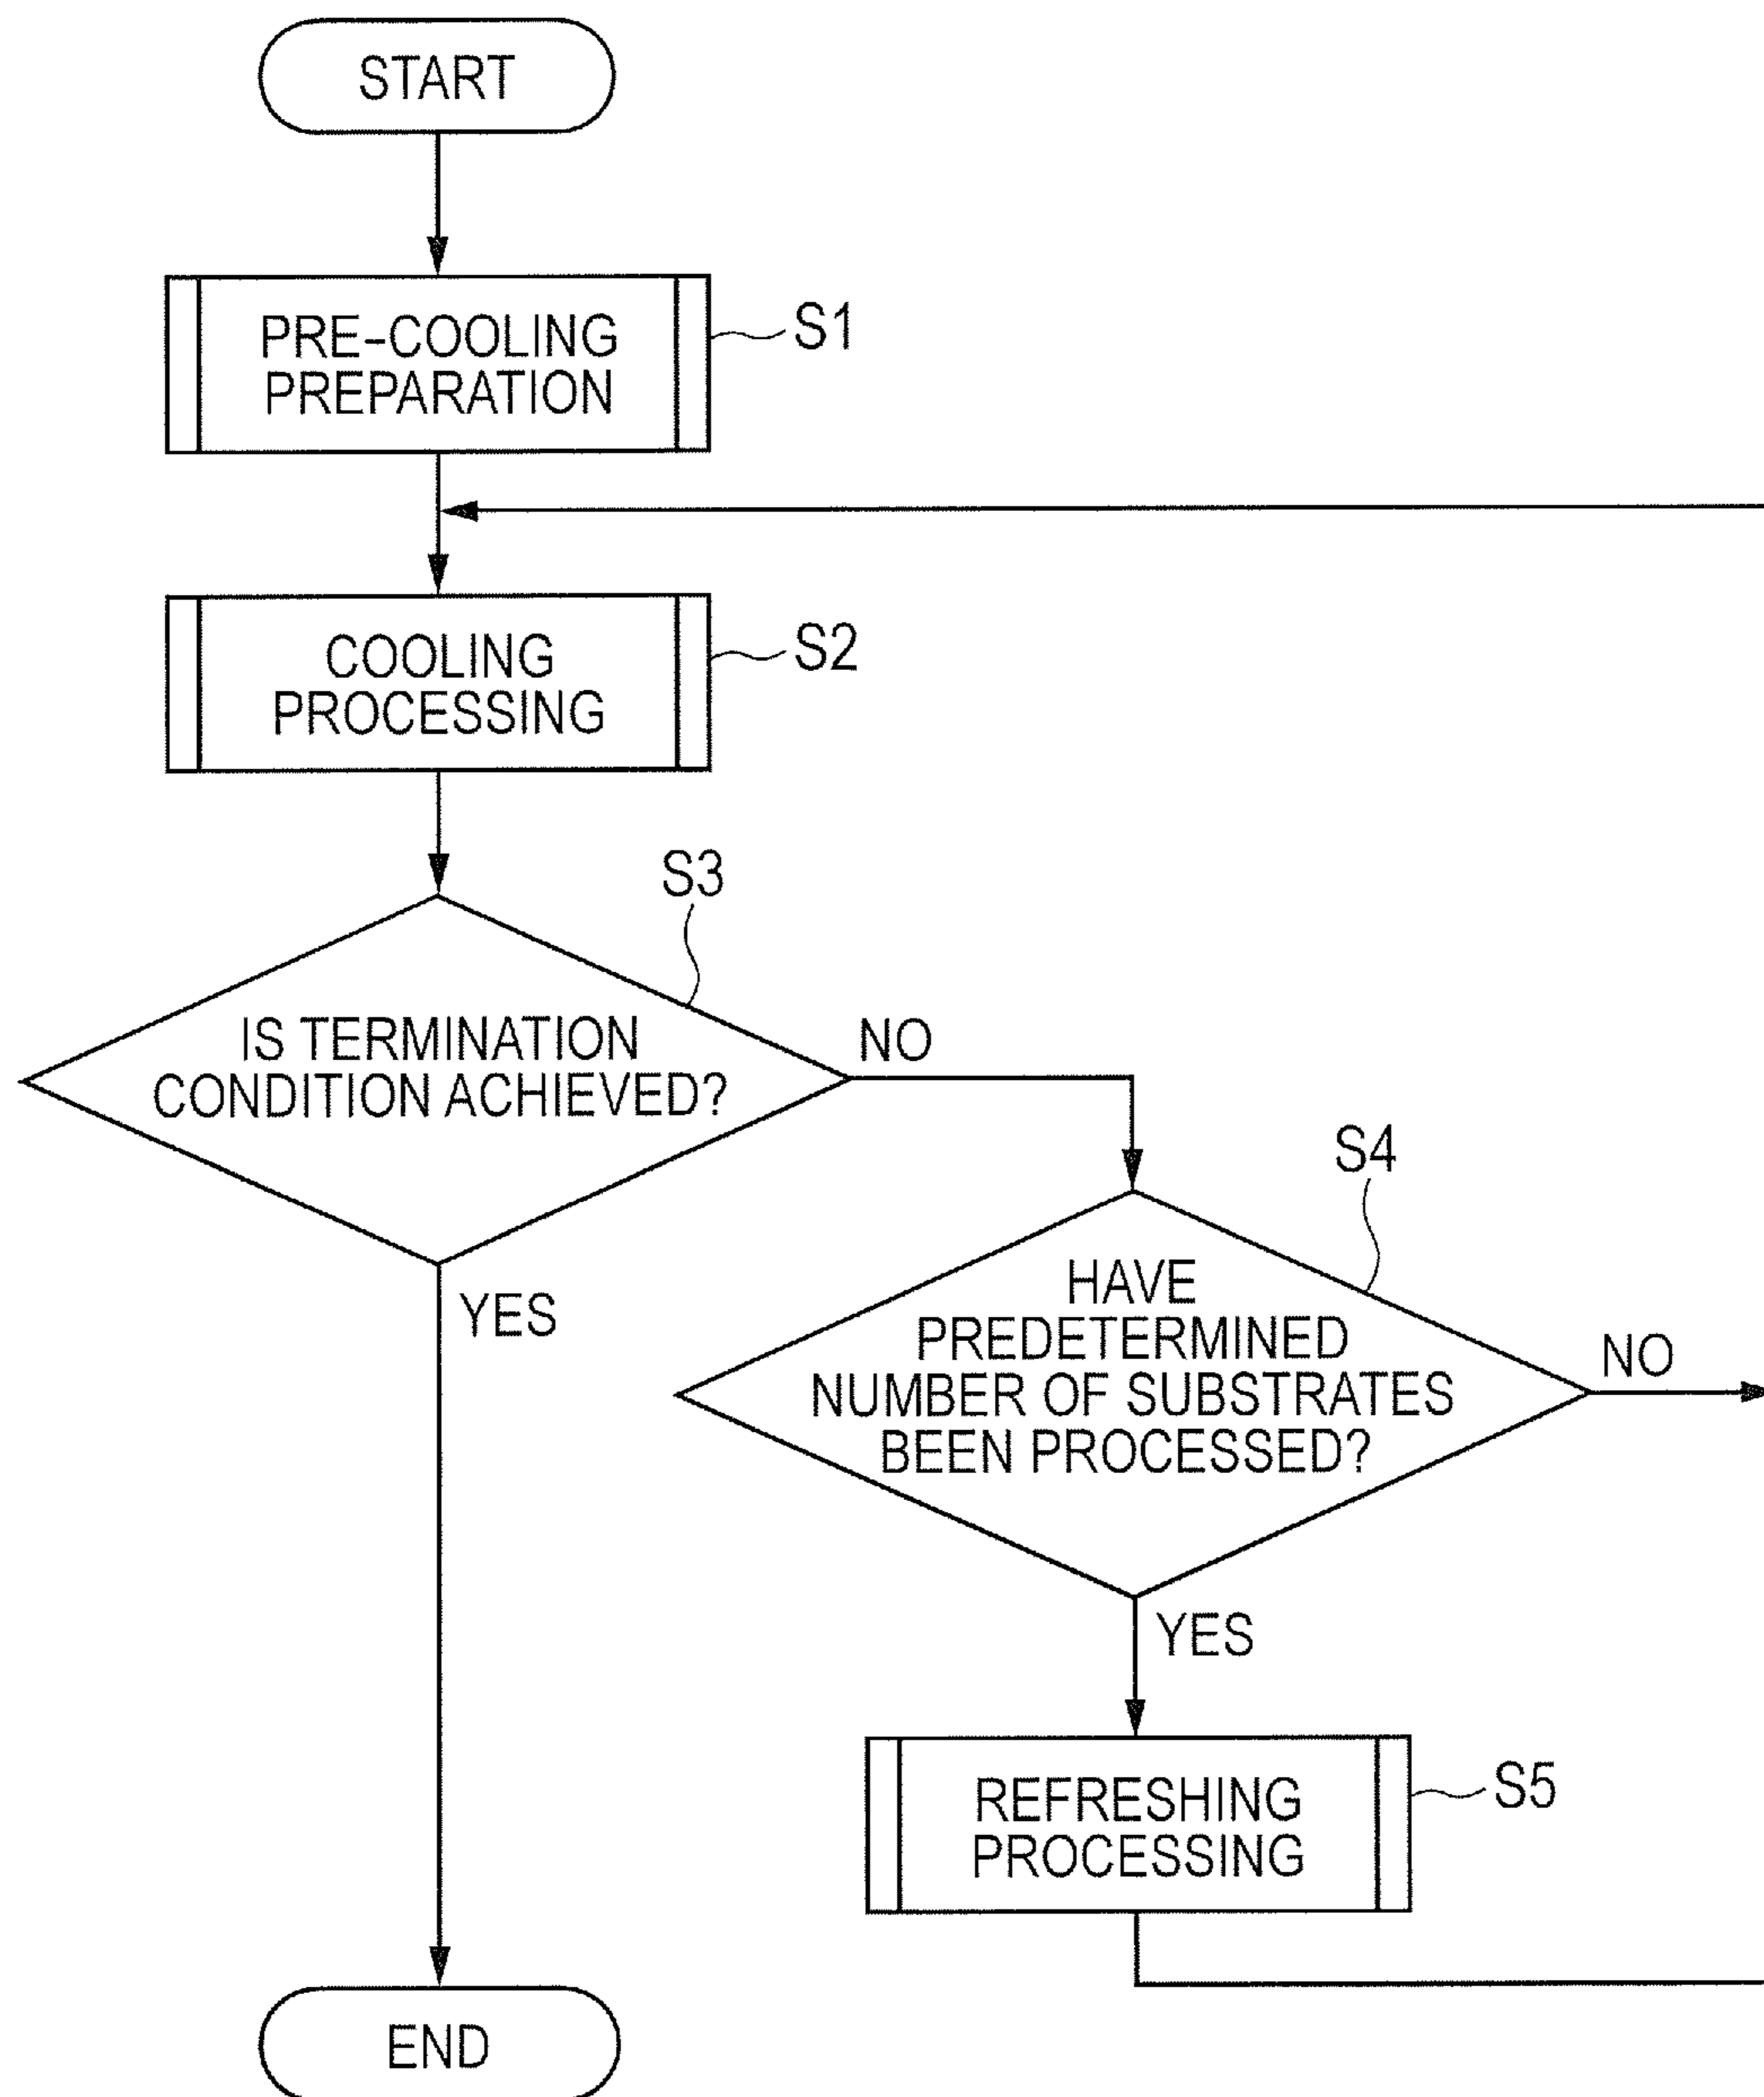 START
PRE-COOLING
PREPARATION
S1
COOLING
PROCESSING
S2
S3
IS TERMINATION
CONDITION ACHIEVED?
NO
YES
S4
HAVE
PREDETERMINED
NUMBER OF SUBSTRATES
BEEN PROCESSED?
NO
YES
REFRESHING
PROCESSING
S5
END